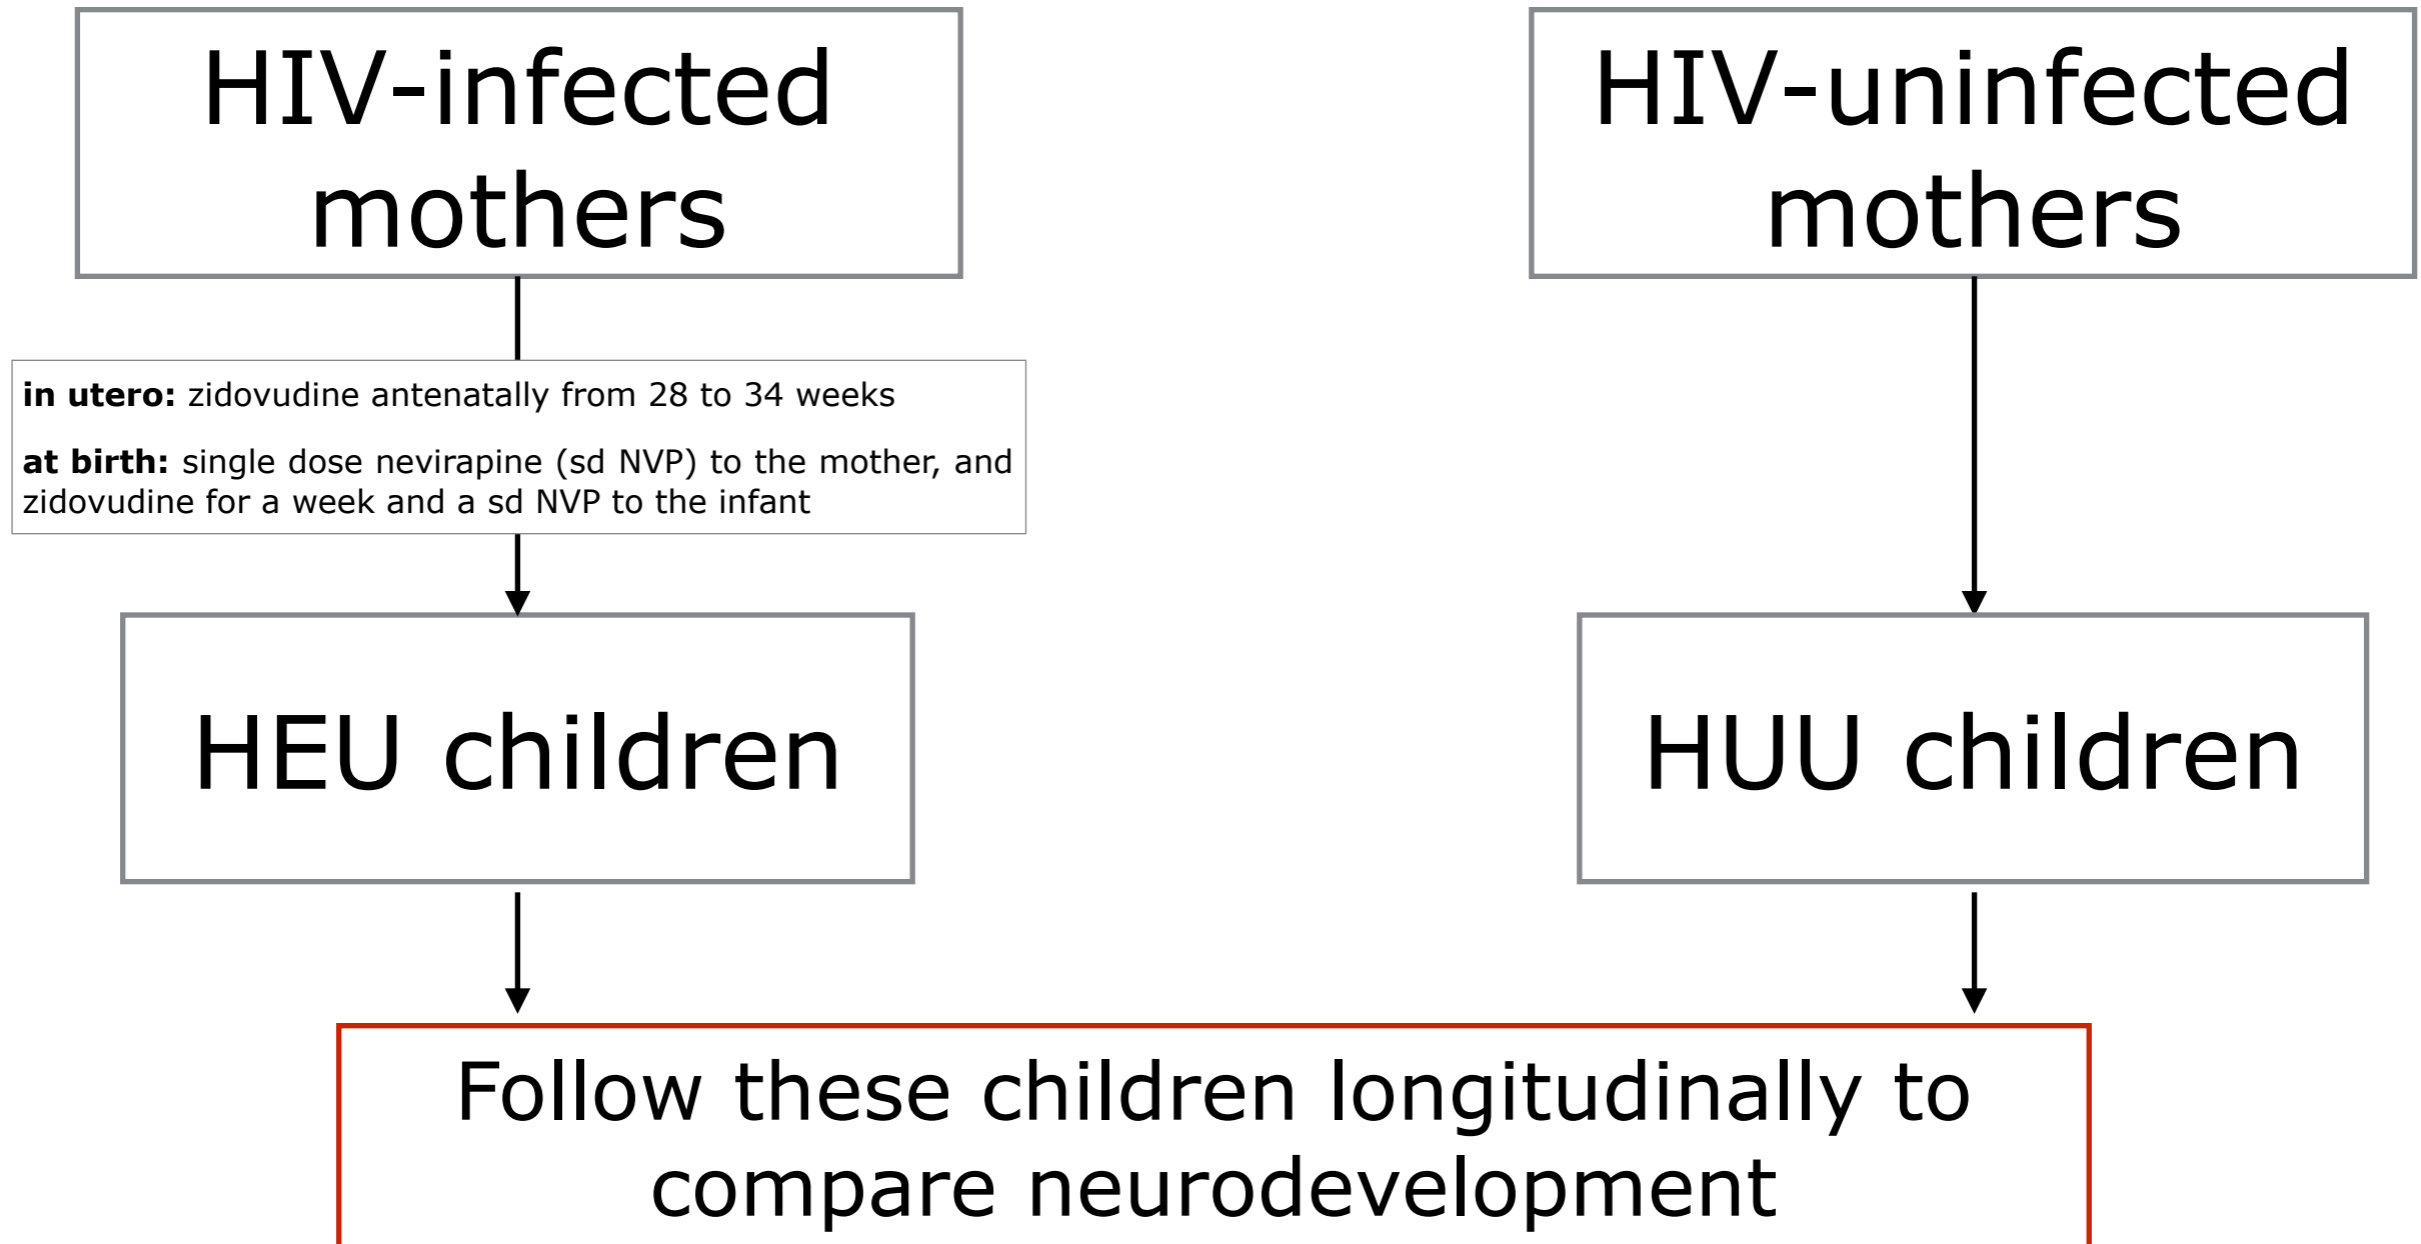 HIV-infected
mothers
HIV-uninfected
mothers
in utero: zidovudine antenatally from 28 to 34 weeks
at birth: single dose nevirapine (sd NVP) to the mother, and
zidovudine for a week and a sd NVP to the infant
HEU children
HUU children
Follow these children longitudinally to
compare neurodevelopment